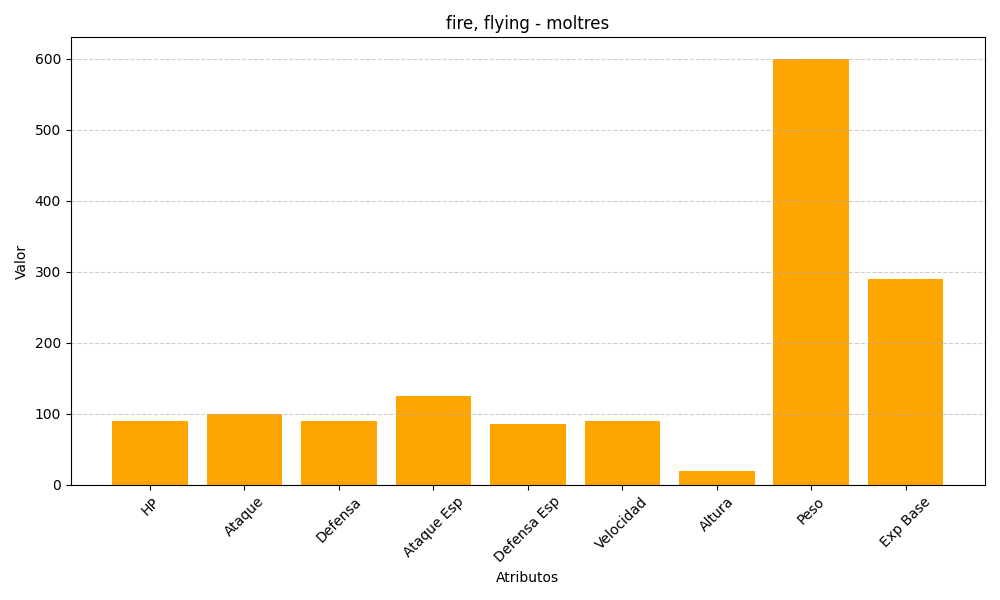 fire, flying - moltres
Valor
600
500
400
300
200
100
0
HP
Ataque
Defensa
Ataque Esp
Defensa Esp
Velocidad
Altura
Peso
Exp Base
Atributos